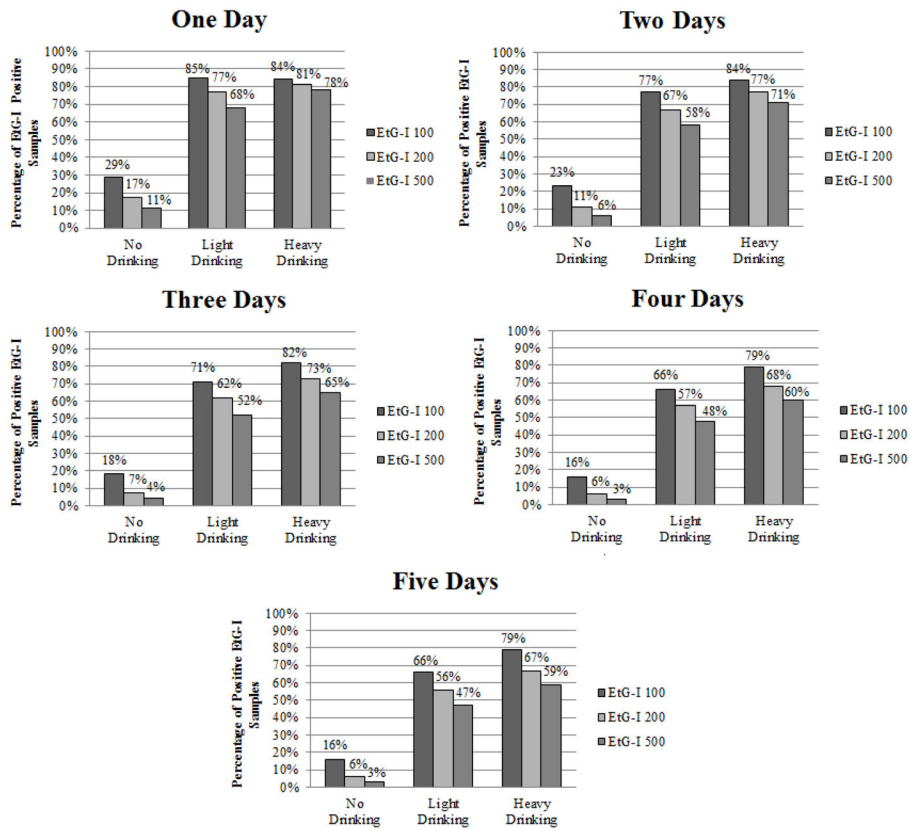 One Day
Percentage of EtG-I Positive
Samples
100%
90%
80%
70%
60%
50%
40%
30%
20%
10%
0%
29%
17%
11%
85%
77%
68%
84%
81%
78%
No
Drinking
Light
Drinking
Heavy
Drinking
EtG-I 100
EtG-I 200
EtG-I 500
Two Days
Percentage of Positive EtG-I
Samples
100%
90%
80%
70%
60%
50%
40%
30%
20%
10%
0%
23%
11%
6%
77%
67%
58%
84%
77%
71%
No
Drinking
Light
Drinking
Heavy
Drinking
EtG-I 100
EtG-I 200
EtG-I 500
Three Days
Percentage of Positive EtG-I
Samples
100%
90%
80%
70%
60%
50%
40%
30%
20%
10%
0%
18%
7%
4%
71%
62%
52%
82%
73%
65%
No
Drinking
Light
Drinking
Heavy
Drinking
EtG-I 100
EtG-I 200
EtG-I 500
Four Days
Percentage of Positive EtG-I
Samples
100%
90%
80%
70%
60%
50%
40%
30%
20%
10%
0%
16%
6%
3%
66%
57%
48%
79%
68%
60%
No
Drinking
Light
Drinking
Heavy
Drinking
EtG-I 100
EtG-I 200
EtG-I 500
Five Days
Percentage of Positive EtG-I
Samples
100%
90%
80%
70%
60%
50%
40%
30%
20%
10%
0%
16%
6%
3%
66%
56%
47%
79%
67%
59%
No
Drinking
Light
Drinking
Heavy
Drinking
EtG-I 100
EtG-I 200
EtG-I 500